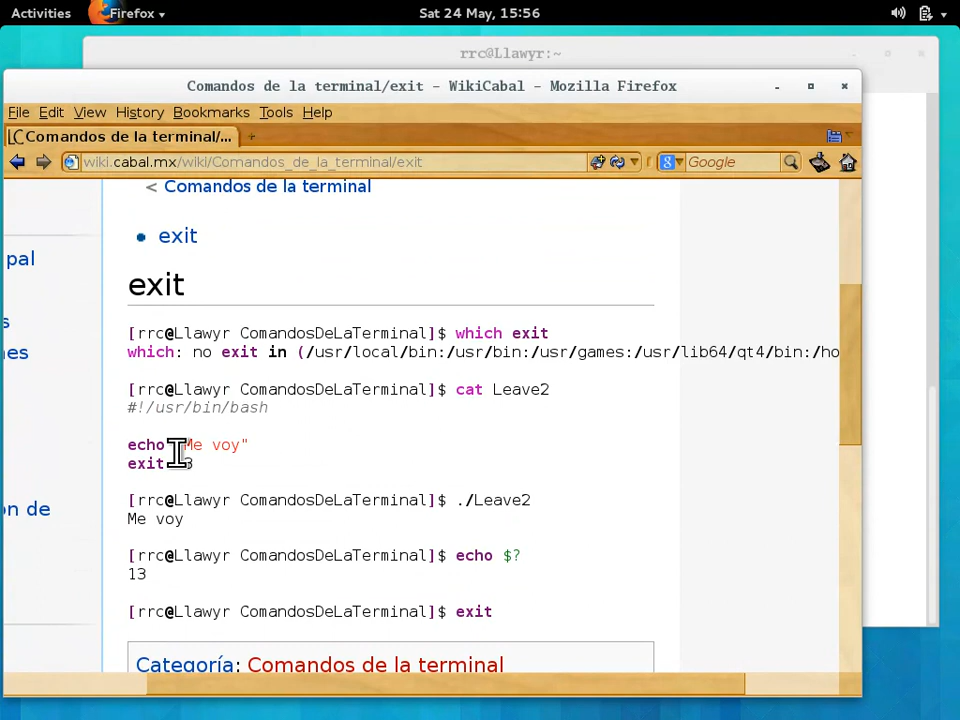 Activities Firefox Sat 24 May, 15:56
rrc@Llawyr:~
Comandos de la terminal/exit - WikiCabal - Mozilla Firefox
File Edit View History Bookmarks Tools Help
Comandos de la terminal/...
wiki.cabal.mx/wiki/Comandos_de_la_terminal/exit Google
< Comandos de la terminal
exit
pal
exit
s
[rrc@Llawyr ComandosDeLaTerminal]$ which exit
nes
which: no exit in (/usr/local/bin:/usr/bin:/usr/games:/usr/lib64/qt4/bin:/ho
[rrc@Llawyr ComandosDeLaTerminal]$ cat Leave2
#!/usr/bin/bash
echo "Me voy"
exit 3
[rrc@Llawyr ComandosDeLaTerminal]$ ./Leave2
ón de
Me voy
[rrc@Llawyr ComandosDeLaTerminal]$ echo $?
13
[rrc@Llawyr ComandosDeLaTerminal]$ exit
Categoría: Comandos de la terminal